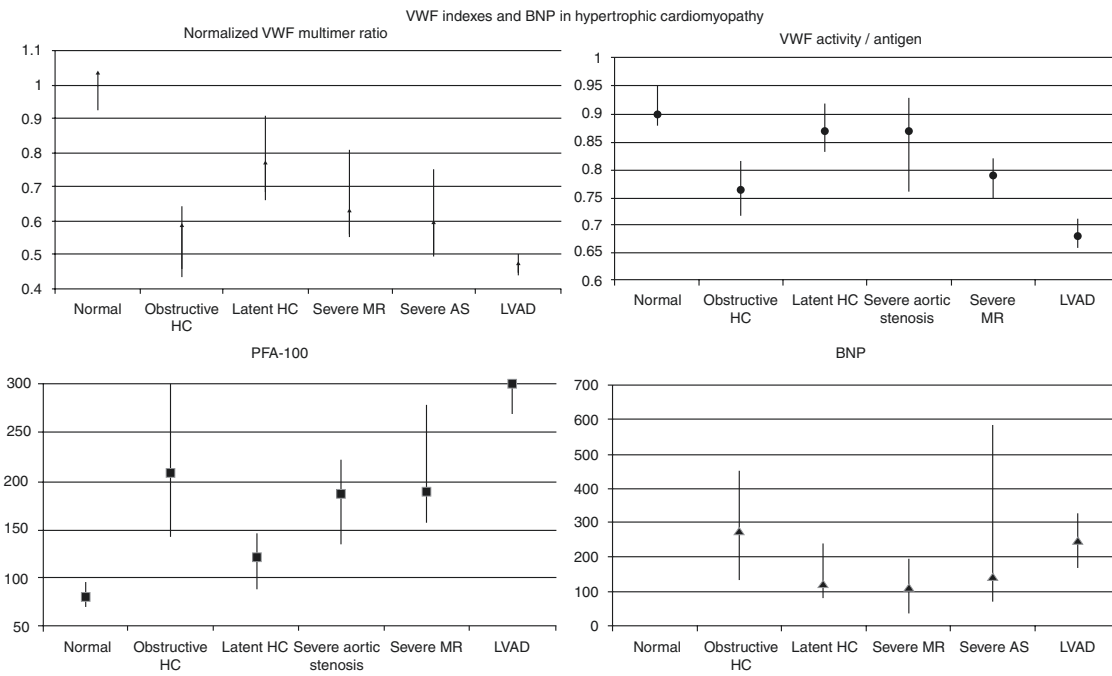 VWF indexes and BNP in hypertrophic cardiomyopathy
Normalized VWF multimer ratio
1.1
1
0.9
0.8
0.7
0.6
0.5
0.4
Normal
Obstructive
HC
Latent HC
Severe MR
Severe AS
LVAD
VWF activity / antigen
1
0.95
0.9
0.85
0.8
0.75
0.7
0.65
0.6
Normal
Obstructive
HC
Latent HC
Severe aortic
stenosis
Severe
MR
LVAD
PFA-100
300
250
200
150
100
50
Normal
Obstructive
HC
Latent HC
Severe aortic
stenosis
Severe MR
LVAD
BNP
700
600
500
400
300
200
100
0
Normal
Obstructive
HC
Latent HC
Severe MR
Severe AS
LVAD